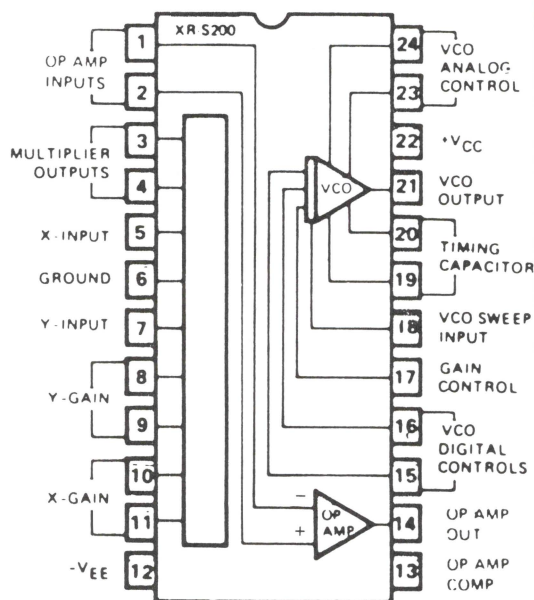 XR-S200
1
2
3
4
5
6
7
8
9
10
11
12
OP AMP
INPUTS
MULTIPLIER
OUTPUTS
X-INPUT
GROUND
Y-INPUT
Y-GAIN
X-GAIN
-VEE
VCO
-
+
OP
AMP
24
23
22
21
20
19
18
17
16
15
14
13
VCO
ANALOG
CONTROL
+VCC
VCO
OUTPUT
TIMING
CAPACITOR
VCO SWEEP
INPUT
GAIN
CONTROL
VCO
DIGITAL
CONTROLS
OP AMP
OUT
OP AMP
COMP